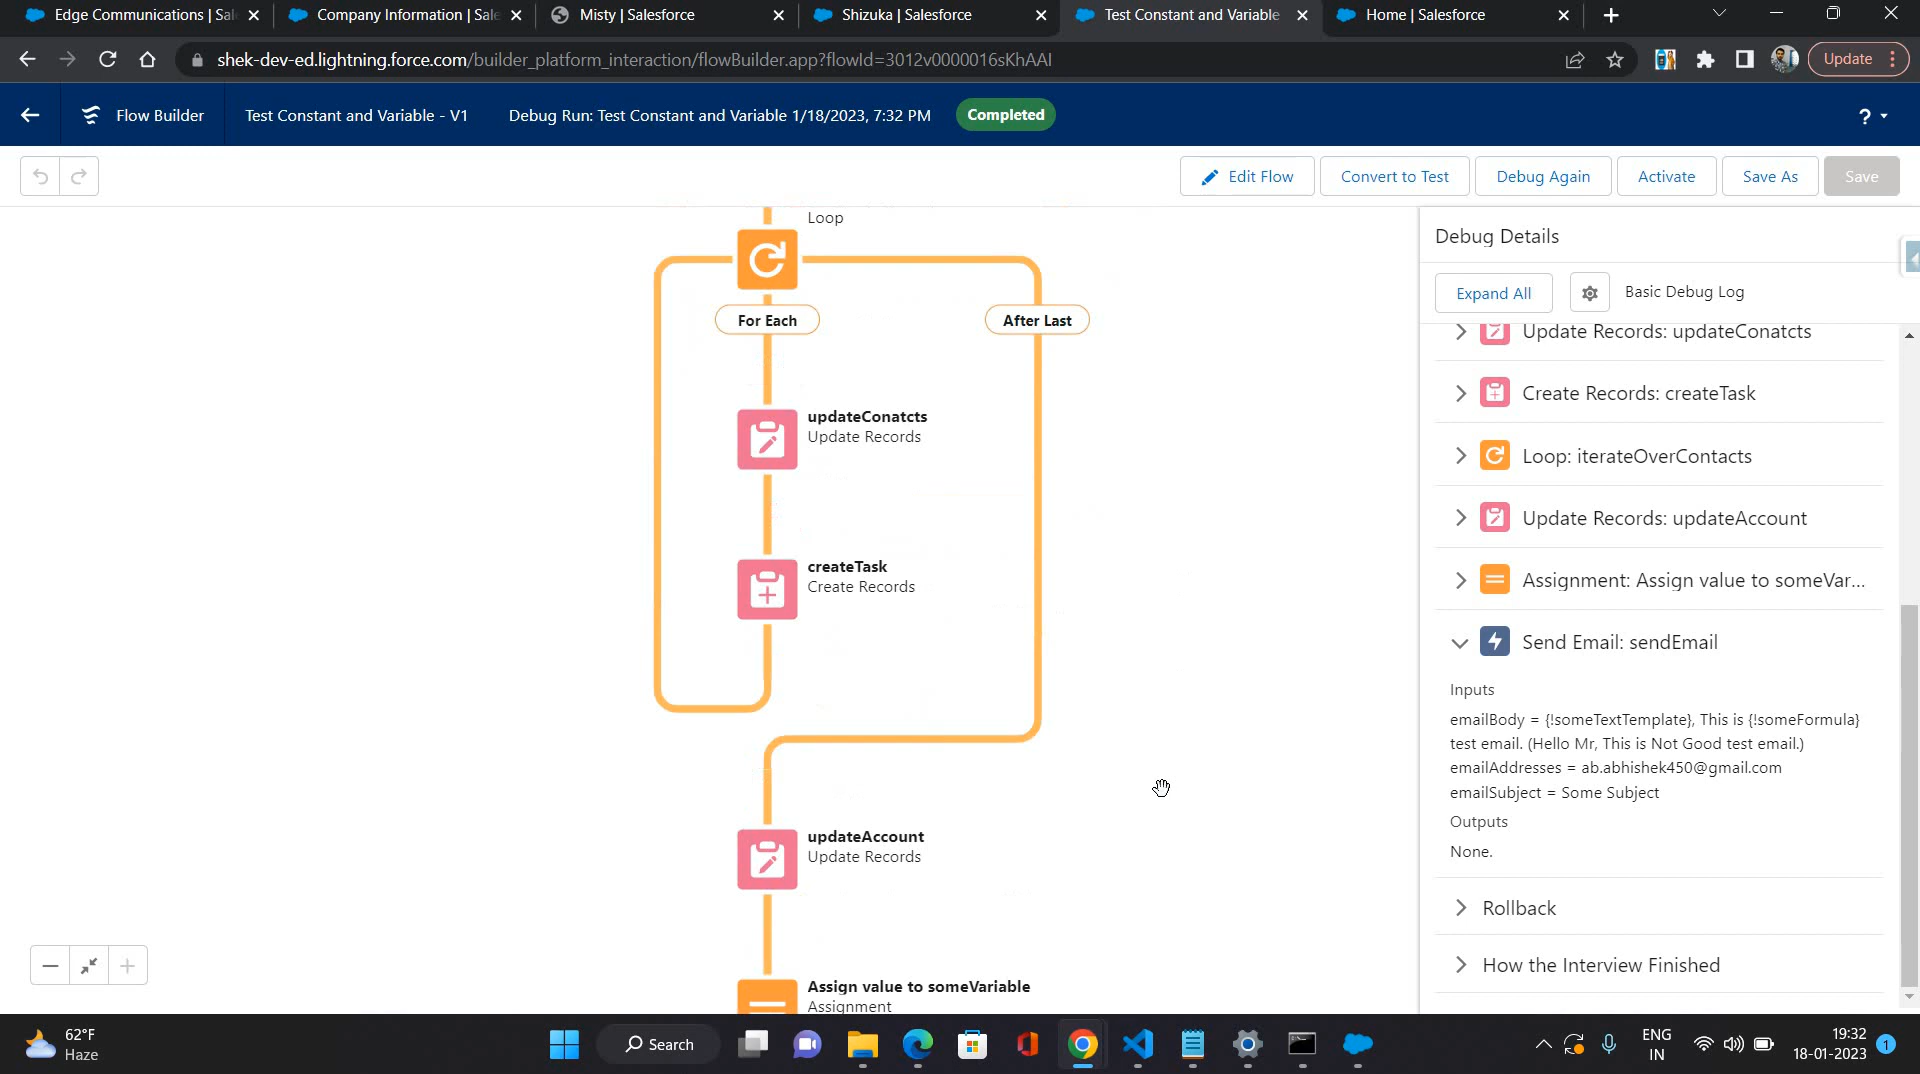 Edge Communications | Sal
Company Information | Sale
Misty | Salesforce
Shizuka | Salesforce
Test Constant and Variable
Home | Salesforce
shek-dev-ed.lightning.force.com/builder_platform_interaction/flowBuilder.app?flowId=3012v0000016sKhAAI
Update
Flow Builder
Test Constant and Variable - V1
Debug Run: Test Constant and Variable 1/18/2023, 7:32 PM
Completed
?
Edit Flow
Convert to Test
Debug Again
Activate
Save As
Save
Loop
For Each
After Last
updateConatcts
Update Records
createTask
Create Records
updateAccount
Update Records
Assign value to someVariable
Assignment
Debug Details
Expand All
Basic Debug Log
Update Records: updateConatcts
Create Records: createTask
Loop: iterateOverContacts
Update Records: updateAccount
Assignment: Assign value to someVar...
Send Email: sendEmail
Inputs
emailBody = {!someTextTemplate}, This is {!someFormula}
test email. (Hello Mr, This is Not Good test email.)
emailAddresses = ab.abhishek450@gmail.com
emailSubject = Some Subject
Outputs
None.
Rollback
How the Interview Finished
62°F
Haze
Search
ENG
IN
19:32
18-01-2023
1